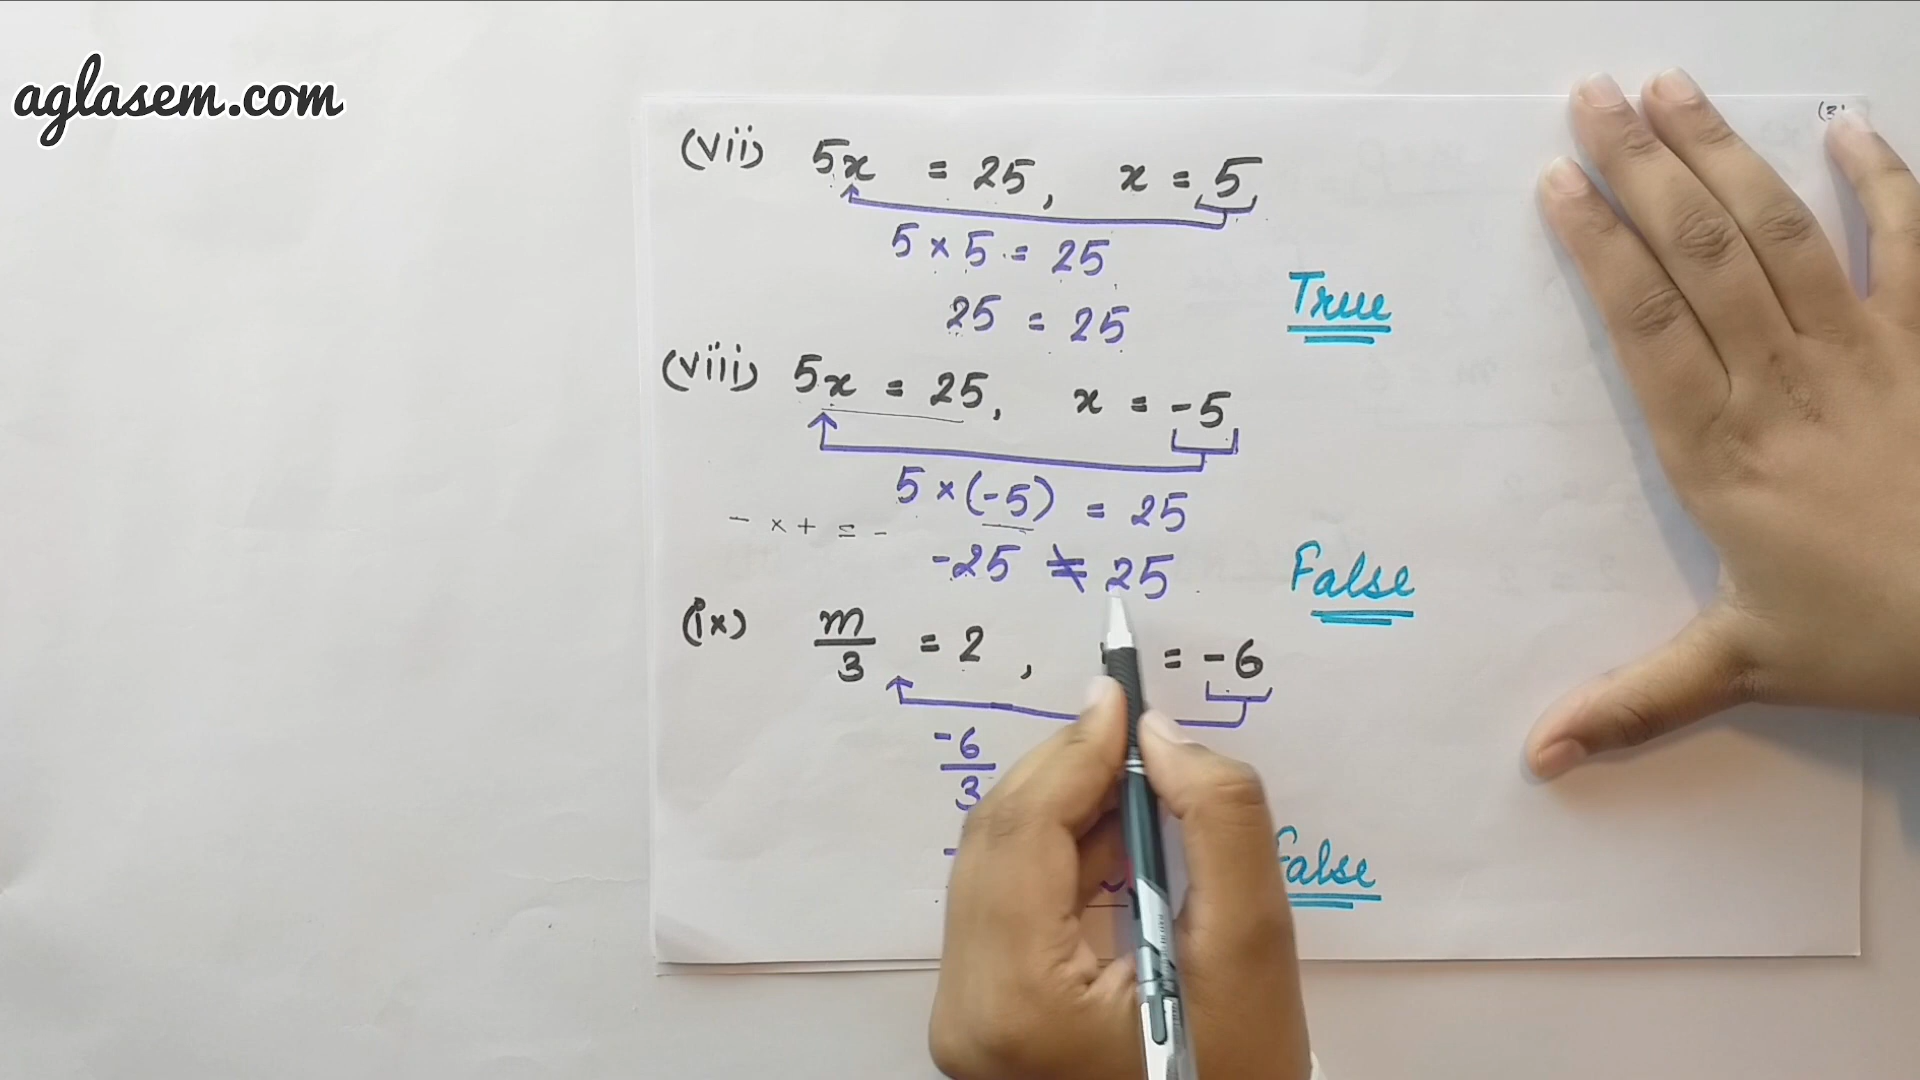 aglasem.com
(vii) 5x = 25, x = 5
5 × 5 = 25
25 = 25
True
(viii) 5x = 25, x = -5
5 × (-5) = 25
- × + = -
-25 ≠ 25
False
(ix) m/3 = 2, = -6
-6/3
False